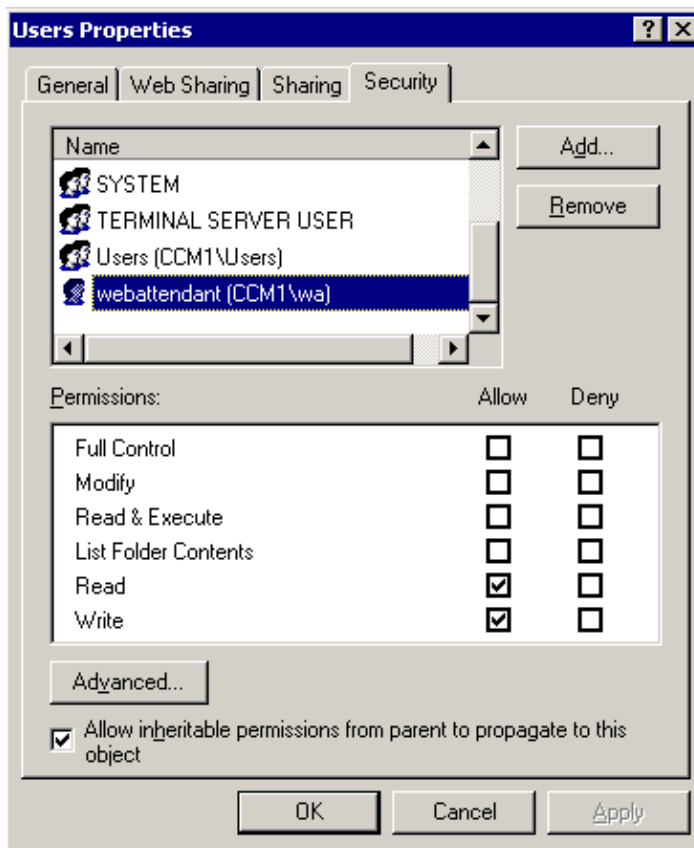 Users Properties
General Web Sharing Sharing Security
Name
Add...
SYSTEM
Remove
TERMINAL SERVER USER
Users (CCM1\Users)
webattendant (CCM1\wa)
Permissions: Allow Deny
Full Control
Modify
Read & Execute
List Folder Contents
Read
Write
Advanced...
Allow inheritable permissions from parent to propagate to this
object
OK Cancel Apply